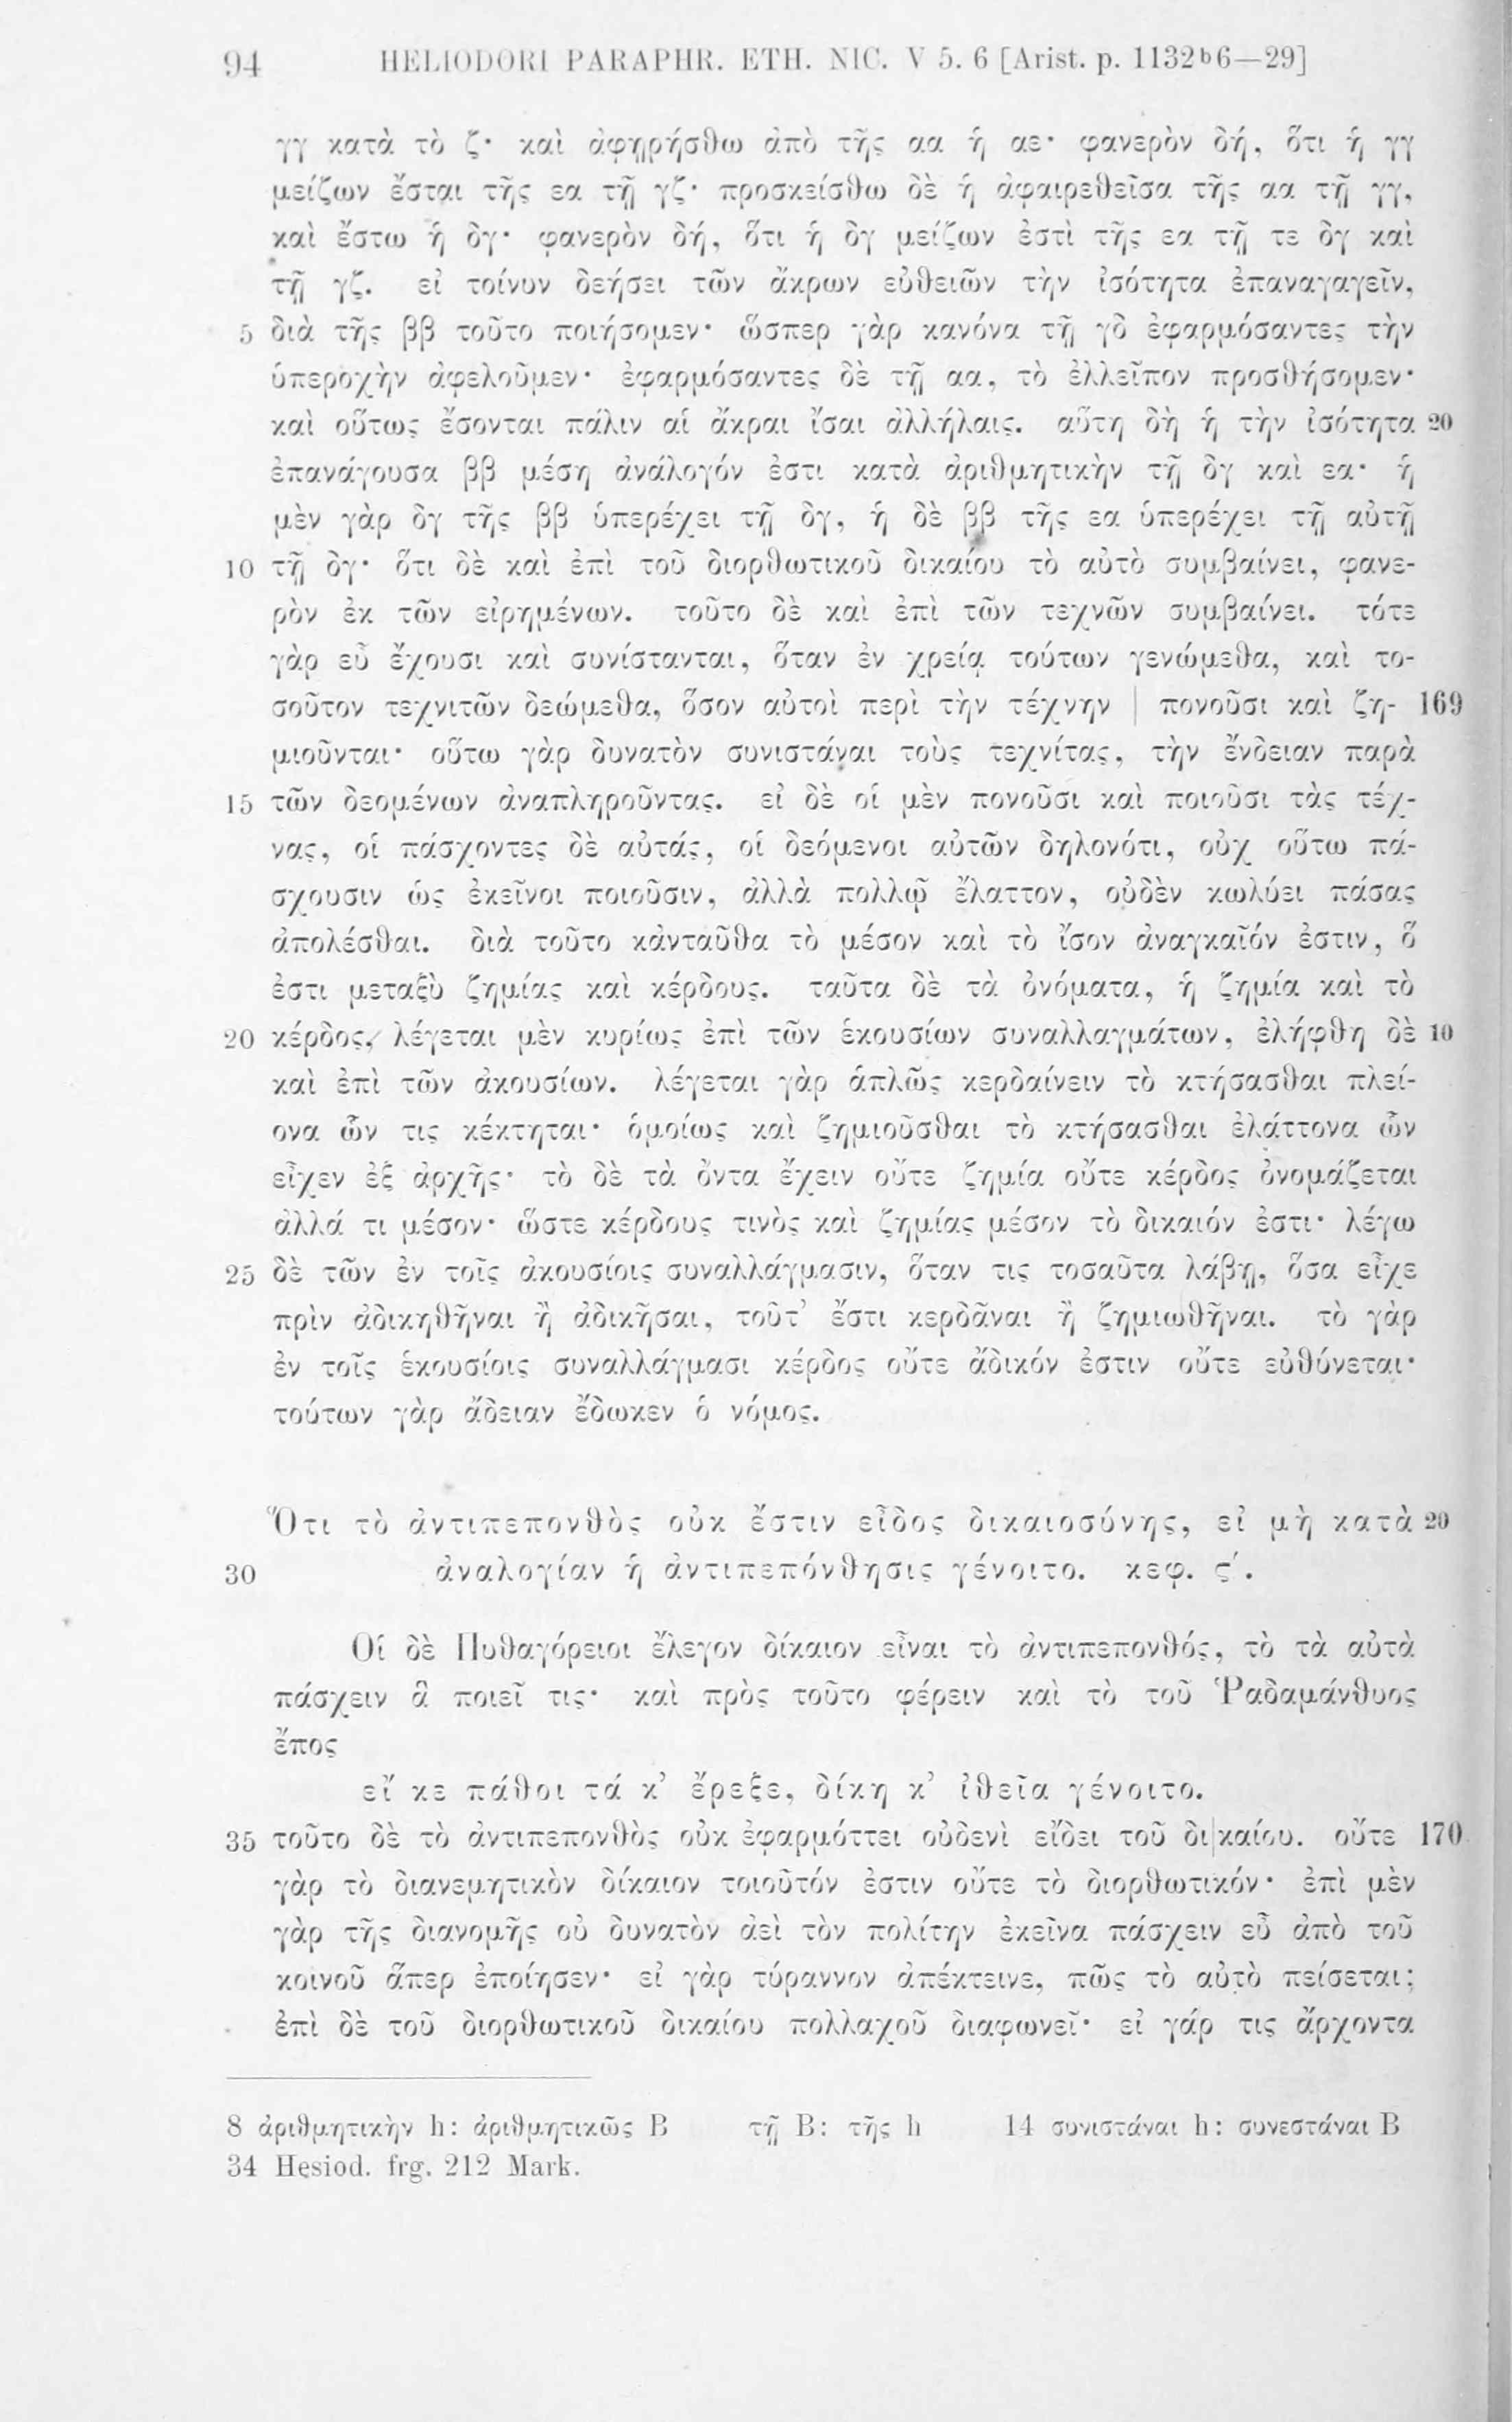 94 HELIODORI PARAPHR. ETH. NIC. V 5. 6 [Arist. p. 1132b6—29]
γγ κατὰ τὸ ζ· καὶ ἀφῃρήσθω ἀπὸ τῆς αα ἡ αε· φανερὸν δή, ὅτι ἡ γγ
μείζων ἔσται τῆς εα τῇ γζ· προσκείσθω δὲ ἡ ἀφαιρεθεῖσα τῆς αα τῇ γγ,
καὶ ἔστω ἡ δγ· φανερὸν δή, ὅτι ἡ δγ μείζων ἐστὶ τῆς εα τῇ τε δγ καὶ
τῇ γζ. εἰ τοίνυν δεήσει τῶν ἄκρων εὐθειῶν τὴν ἰσότητα ἐπαναγαγεῖν,
5 διὰ τῆς ββ τοῦτο ποιήσομεν· ὥσπερ γὰρ κανόνα τῇ γδ ἐφαρμόσαντες τὴν
ὑπεροχὴν ἀφελοῦμεν· ἐφαρμόσαντες δὲ τῇ αα, τὸ ἐλλεῖπον προσθήσομεν·
καὶ οὕτως ἔσονται πάλιν αἱ ἄκραι ἴσαι ἀλλήλαις. αὕτη δὴ ἡ τὴν ἰσότητα 20
ἐπανάγουσα ββ μέση ἀνάλογόν ἐστι κατὰ ἀριθμητικὴν τῇ δγ καὶ εα· ἡ
μὲν γὰρ δγ τῆς ββ ὑπερέχει τῇ δγ, ἡ δὲ ββ τῆς εα ὑπερέχει τῇ αὐτῇ
10 τῇ δγ· ὅτι δὲ καὶ ἐπὶ τοῦ διορθωτικοῦ δικαίου τὸ αὐτὸ συμβαίνει, φανε-
ρὸν ἐκ τῶν εἰρημένων. τοῦτο δὲ καὶ ἐπὶ τῶν τεχνῶν συμβαίνει. τότε
γὰρ εὖ ἔχουσι καὶ συνίστανται, ὅταν ἐν χρείᾳ τούτων γενώμεθα, καὶ το-
σοῦτον τεχνιτῶν δεώμεθα, ὅσον αὐτοὶ περὶ τὴν τέχνην | πονοῦσι καὶ ζη- 169
μιοῦνται· οὕτω γὰρ δυνατὸν συνιστάναι τοὺς τεχνίτας, τὴν ἔνδειαν παρὰ
15 τῶν δεομένων ἀναπληροῦντας. εἰ δὲ οἱ μὲν πονοῦσι καὶ ποιοῦσι τὰς τέχ-
νας, οἱ πάσχοντες δὲ αὐτάς, οἱ δεόμενοι αὐτῶν δηλονότι, οὐχ οὕτω πά-
σχουσιν ὡς ἐκεῖνοι ποιοῦσιν, ἀλλὰ πολλῷ ἔλαττον, οὐδὲν κωλύει πάσας
ἀπολέσθαι. διὰ τοῦτο κἀνταῦθα τὸ μέσον καὶ τὸ ἴσον ἀναγκαῖόν ἐστιν, ὅ
ἐστι μεταξὺ ζημίας καὶ κέρδους. ταῦτα δὲ τὰ ὀνόματα, ἡ ζημία καὶ τὸ
20 κέρδος, λέγεται μὲν κυρίως ἐπὶ τῶν ἑκουσίων συναλλαγμάτων, ἐλήφθη δὲ 10
καὶ ἐπὶ τῶν ἀκουσίων. λέγεται γὰρ ἁπλῶς κερδαίνειν τὸ κτήσασθαι πλεί-
ονα ὧν τις κέκτηται· ὁμοίως καὶ ζημιοῦσθαι τὸ κτήσασθαι ἐλάττονα ὧν
εἶχεν ἐξ ἀρχῆς· τὸ δὲ τὰ ὄντα ἔχειν οὔτε ζημία οὔτε κέρδος ὀνομάζεται
ἀλλά τι μέσον· ὥστε κέρδους τινὸς καὶ ζημίας μέσον τὸ δικαιόν ἐστι· λέγω
25 δὲ τῶν ἐν τοῖς ἀκουσίοις συναλλάγμασιν, ὅταν τις τοσαῦτα λάβῃ, ὅσα εἶχε
πρὶν ἀδικηθῆναι ἢ ἀδικῆσαι, τοῦτ’ ἔστι κερδᾶναι ἢ ζημιωθῆναι. τὸ γὰρ
ἐν τοῖς ἑκουσίοις συναλλάγμασι κέρδος οὔτε ἄδικόν ἐστιν οὔτε εὐθύνεται·
τούτων γὰρ ἄδειαν ἔδωκεν ὁ νόμος.
Ὅτι τὸ ἀντιπεπονθὸς οὐκ ἔστιν εἶδος δικαιοσύνης, εἰ μὴ κατὰ 20
30 ἀναλογίαν ἡ ἀντιπεπόνθησις γένοιτο. κεφ. ϛ′.
Οἱ δὲ Πυθαγόρειοι ἔλεγον δίκαιον εἶναι τὸ ἀντιπεπονθός, τὸ τὰ αὐτὰ
πάσχειν ἃ ποιεῖ τις· καὶ πρὸς τοῦτο φέρειν καὶ τὸ τοῦ Ῥαδαμάνθυος
ἔπος
εἴ κε πάθοι τά κ’ ἔρεξε, δίκη κ’ ἰθεῖα γένοιτο.
35 τοῦτο δὲ τὸ ἀντιπεπονθὸς οὐκ ἐφαρμόττει οὐδενὶ εἴδει τοῦ δι|καίου. οὔτε 170
γὰρ τὸ διανεμητικὸν δίκαιον τοιοῦτόν ἐστιν οὔτε τὸ διορθωτικόν· ἐπὶ μὲν
γὰρ τῆς διανομῆς οὐ δυνατὸν ἀεὶ τὸν πολίτην ἐκεῖνα πάσχειν εὖ ἀπὸ τοῦ
κοινοῦ ἅπερ ἐποίησεν· εἰ γὰρ τύραννον ἀπέκτεινε, πῶς τὸ αὐτὸ πείσεται;
ἐπὶ δὲ τοῦ διορθωτικοῦ δικαίου πολλαχοῦ διαφωνεῖ· εἰ γάρ τις ἄρχοντα
8 ἀριθμητικὴν h: ἀριθμητικῶς B τῇ B: τῆς h 14 συνιστάναι h: συνεστάναι B
34 Hesiod. frg. 212 Mark.